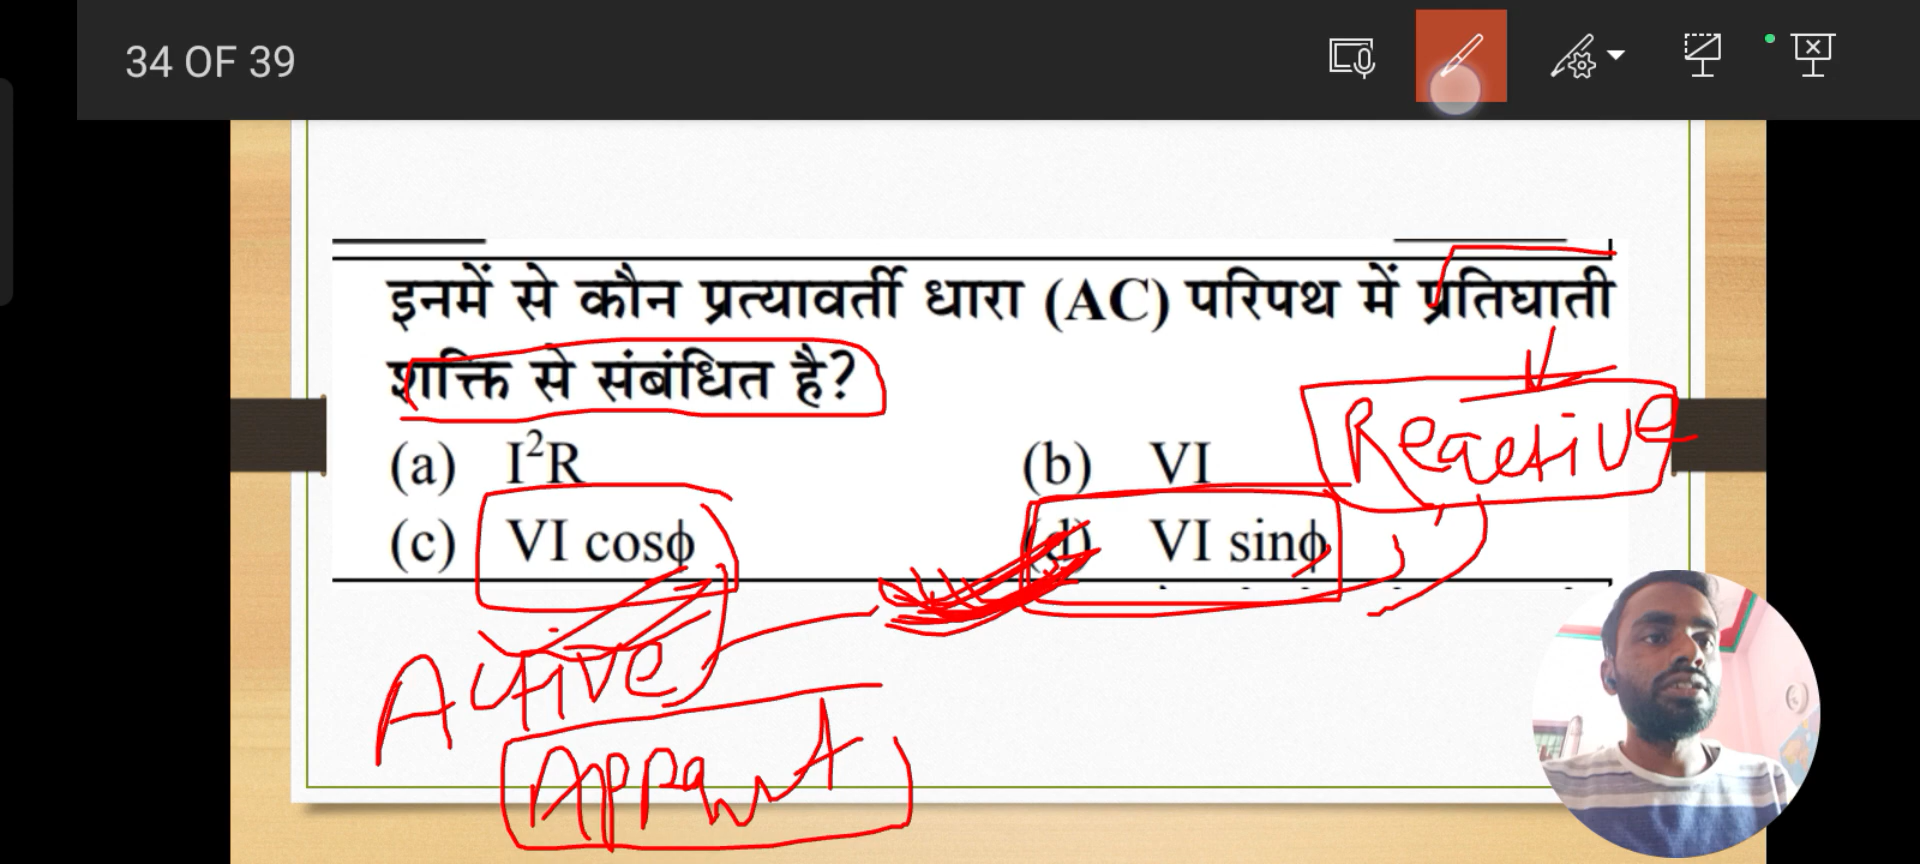 34 OF 39
इनमें से कौन प्रत्यावर्ती धारा (AC) परिपथ में प्रतिघाती
शक्ति से संबंधित है?
(a) I²R (b) VI
Reactive
(c) VI cosϕ (d) VI sinϕ
Active